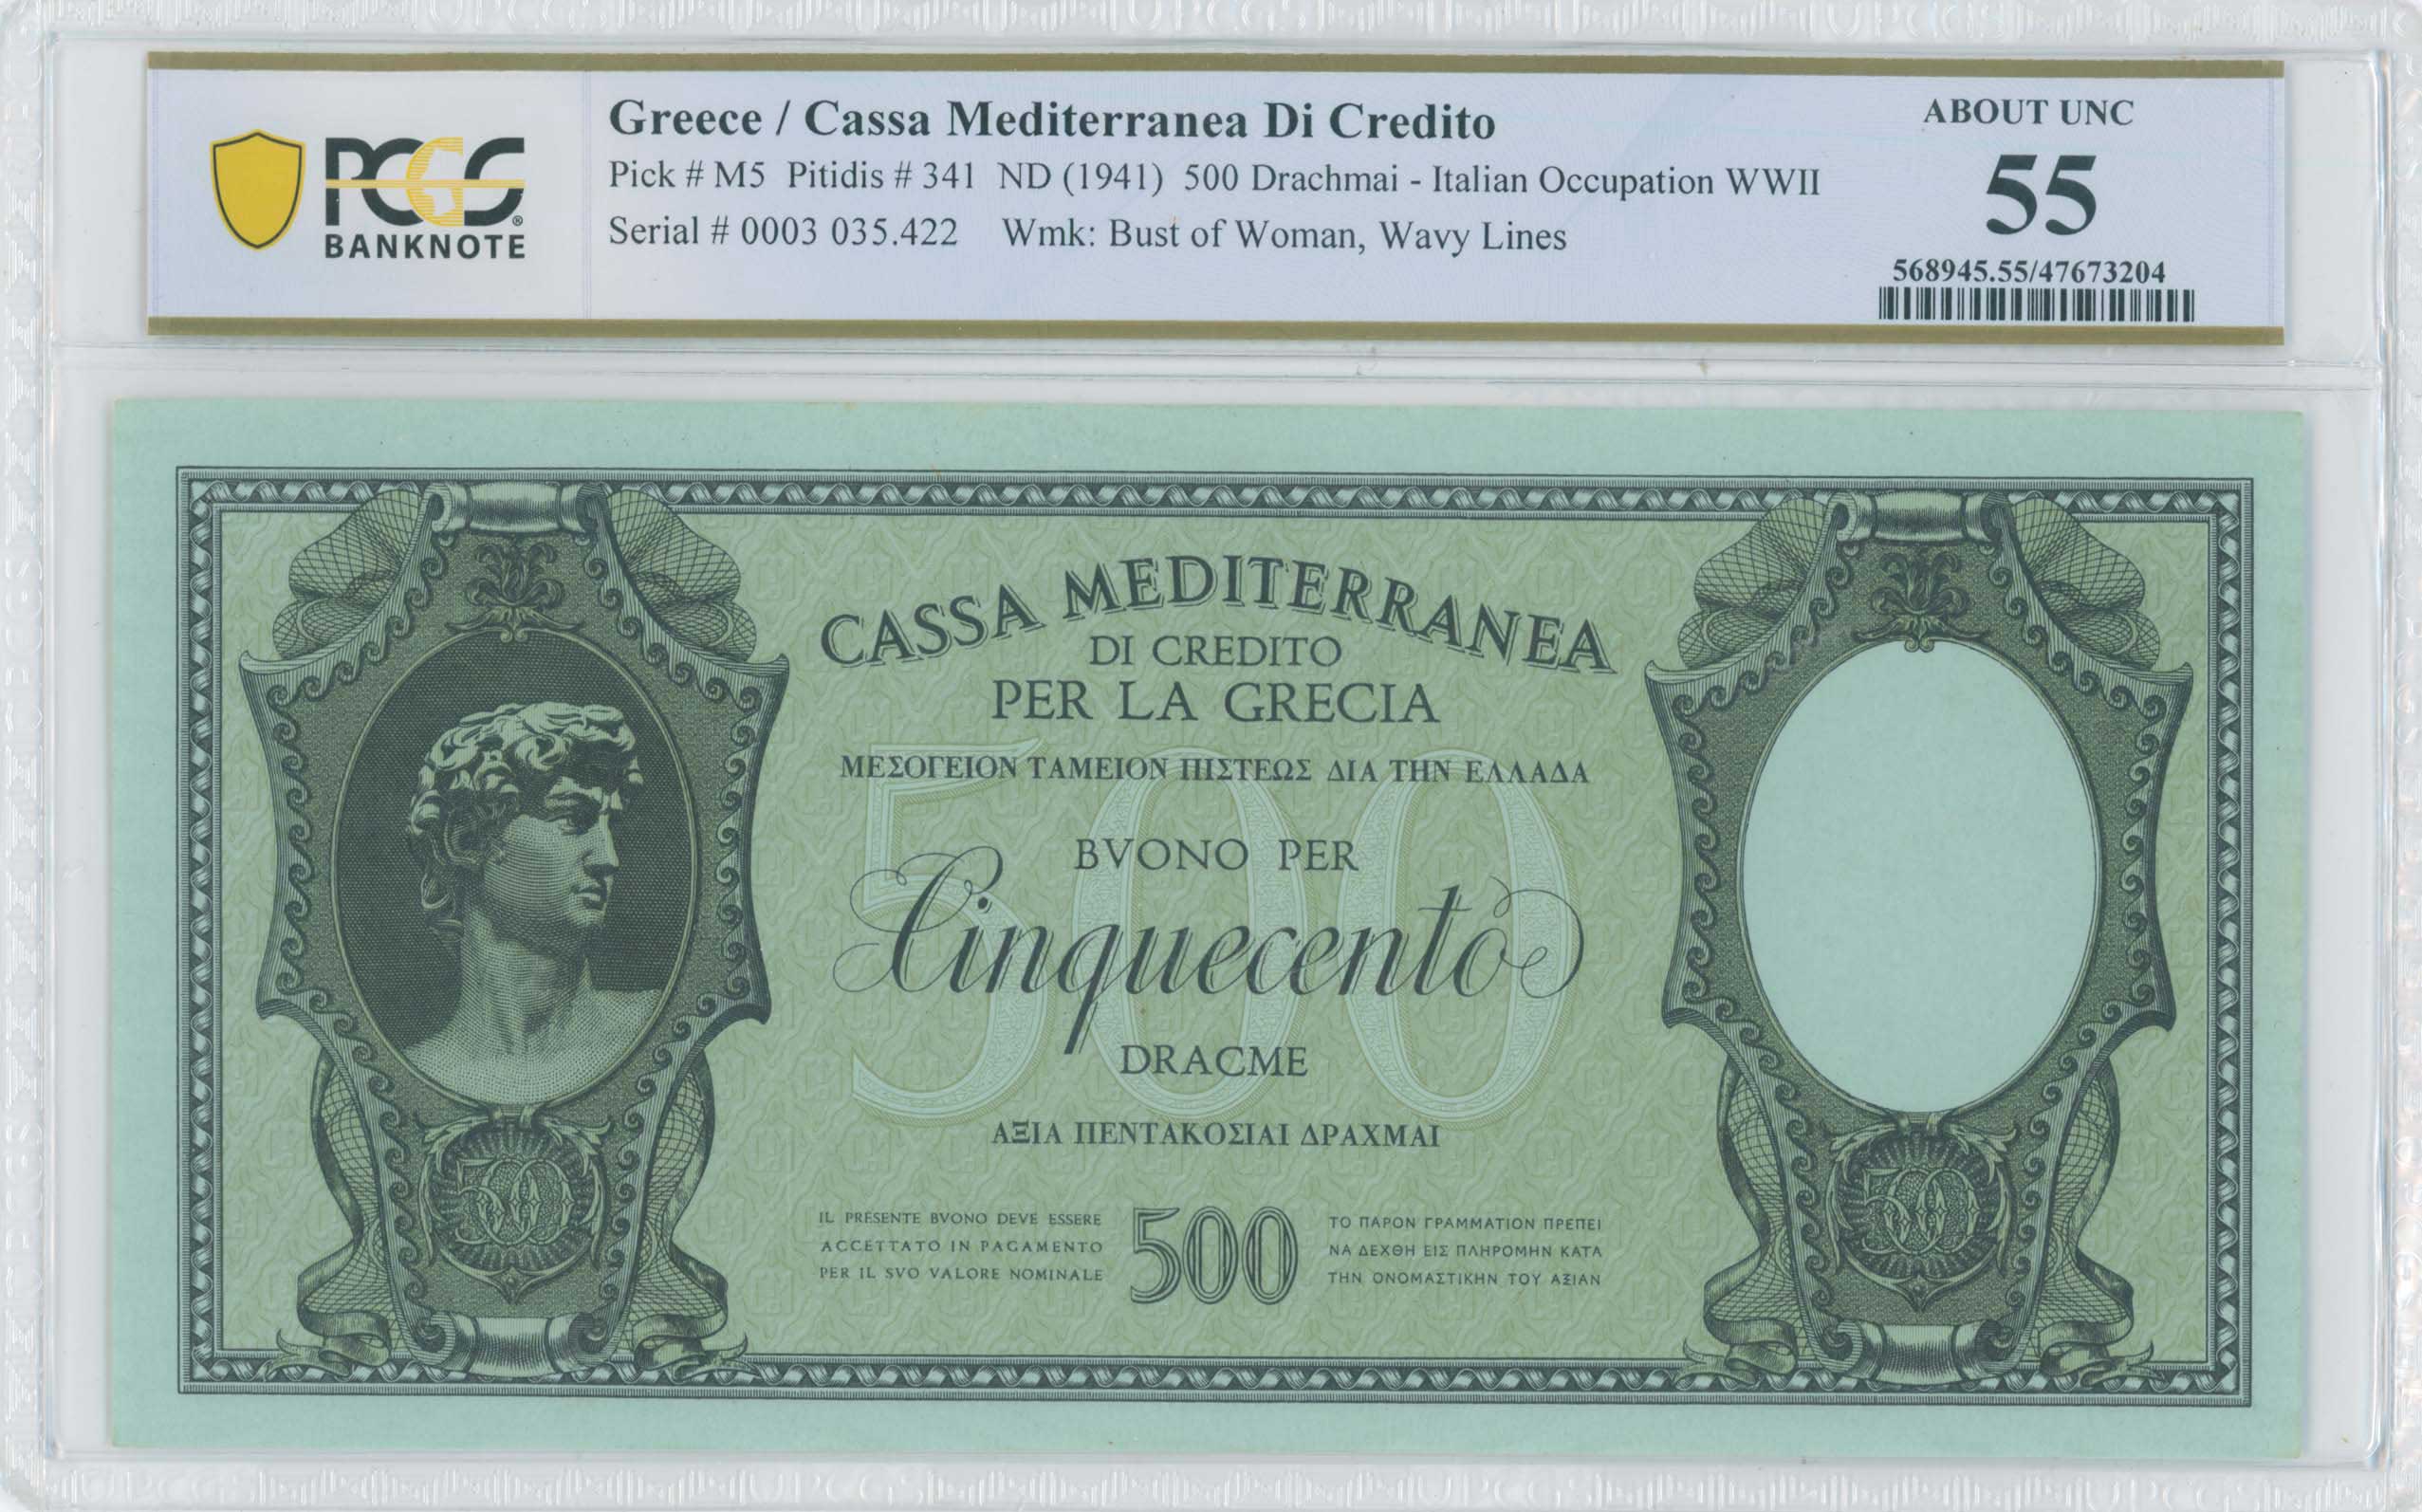 PCGS
BANKNOTE
Greece / Cassa Mediterranea Di Credito
Pick # M5 Pitidis # 341 ND (1941) 500 Drachmai - Italian Occupation WWII
Serial # 0003 035.422 Wmk: Bust of Woman, Wavy Lines
ABOUT UNC
55
568945.55/47673204
CASSA MEDITERRANEA
DI CREDITO
PER LA GRECIA
ΜΕΣΟΓΕΙΟΝ ΤΑΜΕΙΟΝ ΠΙΣΤΕΩΣ ΔΙΑ ΤΗΝ ΕΛΛΑΔΑ
500
BVONO PER
Cinquecento
DRACME
ΑΞΙΑ ΠΕΝΤΑΚΟΣΙΑΙ ΔΡΑΧΜΑΙ
IL PRESENTE BVONO DEVE ESSERE
ACCETTATO IN PAGAMENTO
PER IL SVO VALORE NOMINALE
500
ΤΟ ΠΑΡΟΝ ΓΡΑΜΜΑΤΙΟΝ ΠΡΕΠΕΙ
ΝΑ ΔΕΧΘΗ ΕΙΣ ΠΛΗΡΟΜΗΝ ΚΑΤΑ
ΤΗΝ ΟΝΟΜΑΣΤΙΚΗΝ ΤΟΥ ΑΞΙΑΝ
500
500